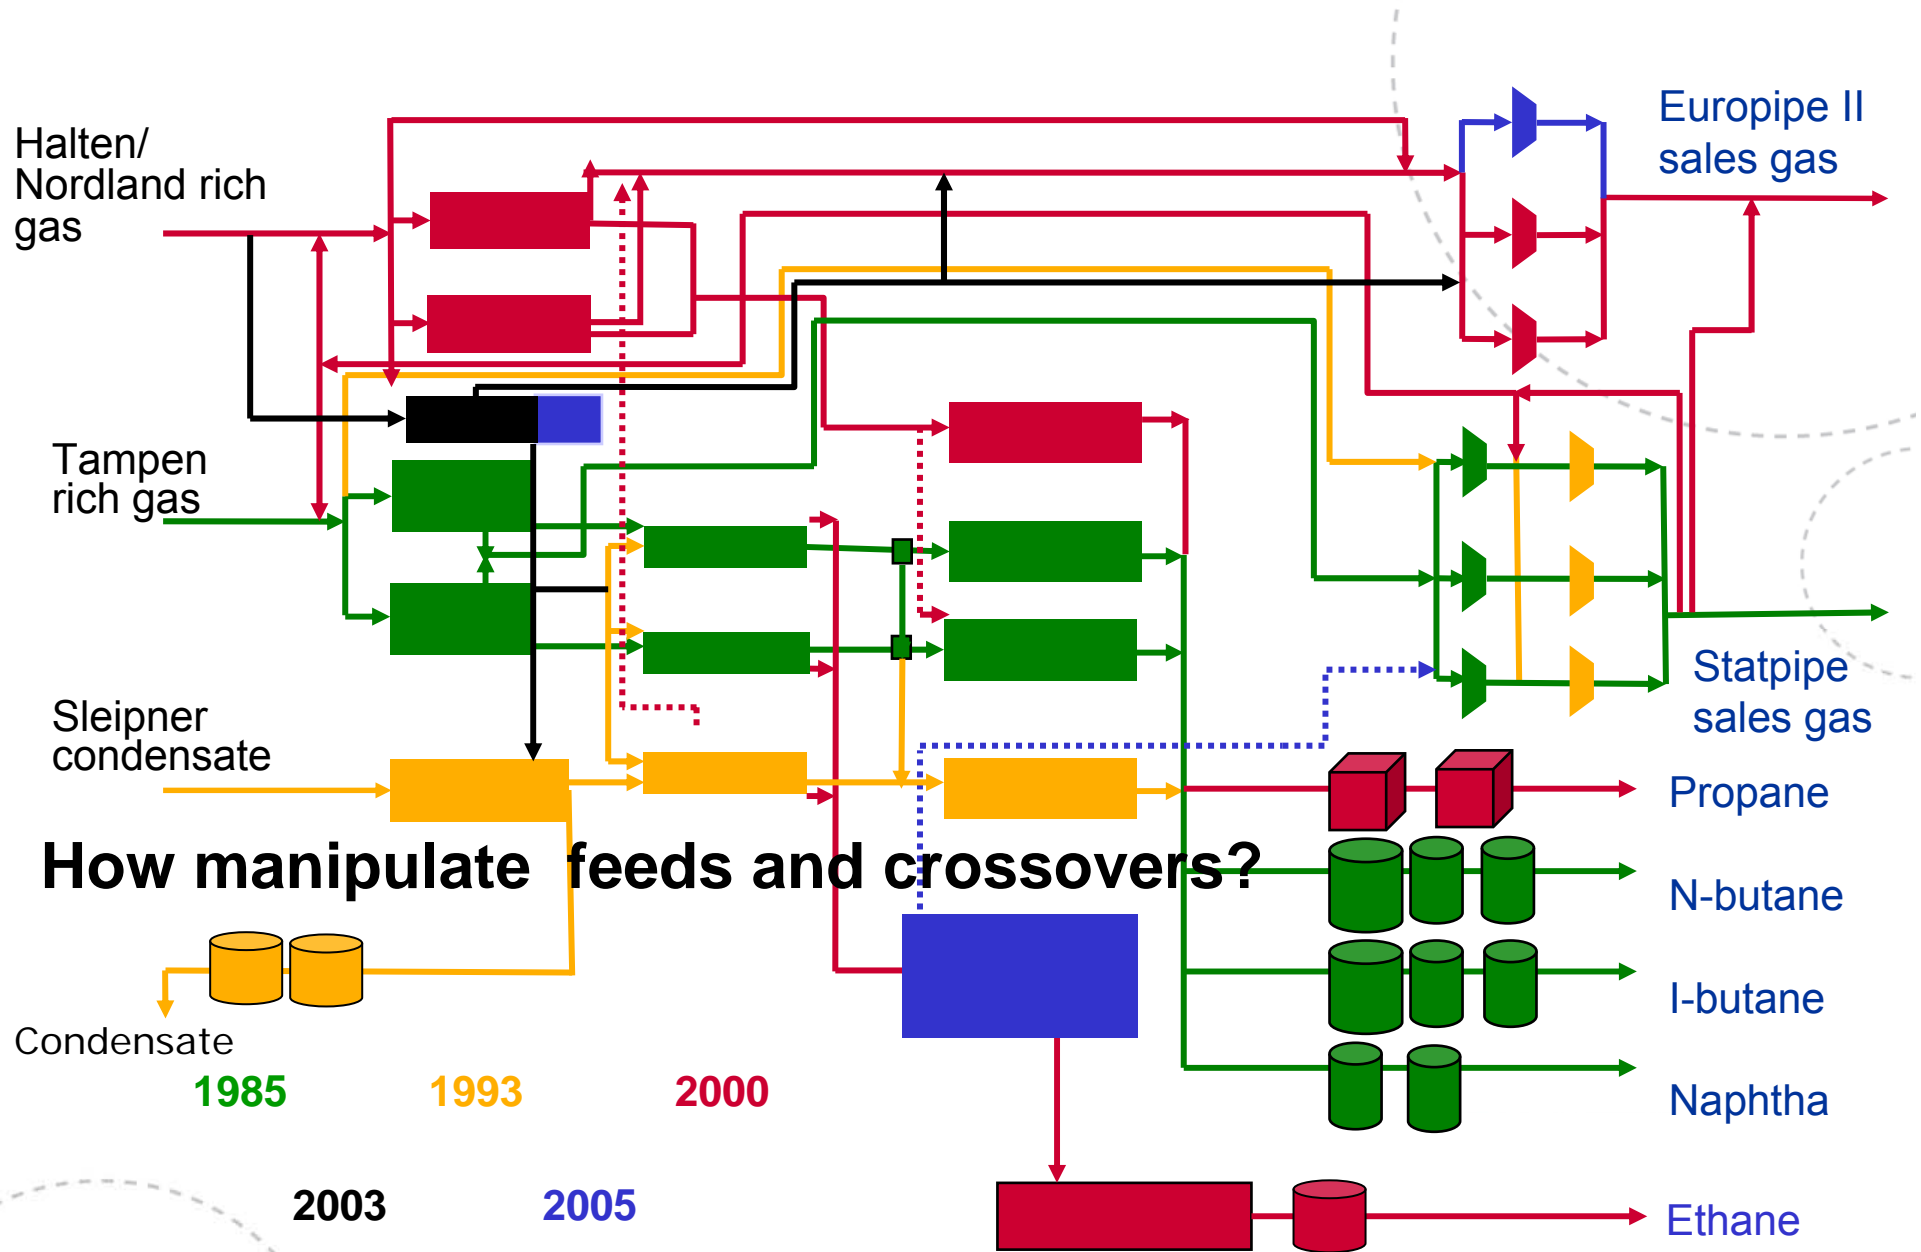 Halten/
Nordland rich
gas
Europipe II
sales gas
Tampen
rich gas
Sleipner
condensate
Statpipe
sales gas
Propane
How manipulate  feeds and crossovers?
N-butane
I-butane
Condensate
Naphtha
1985 1993 2000
2003 2005
Ethane